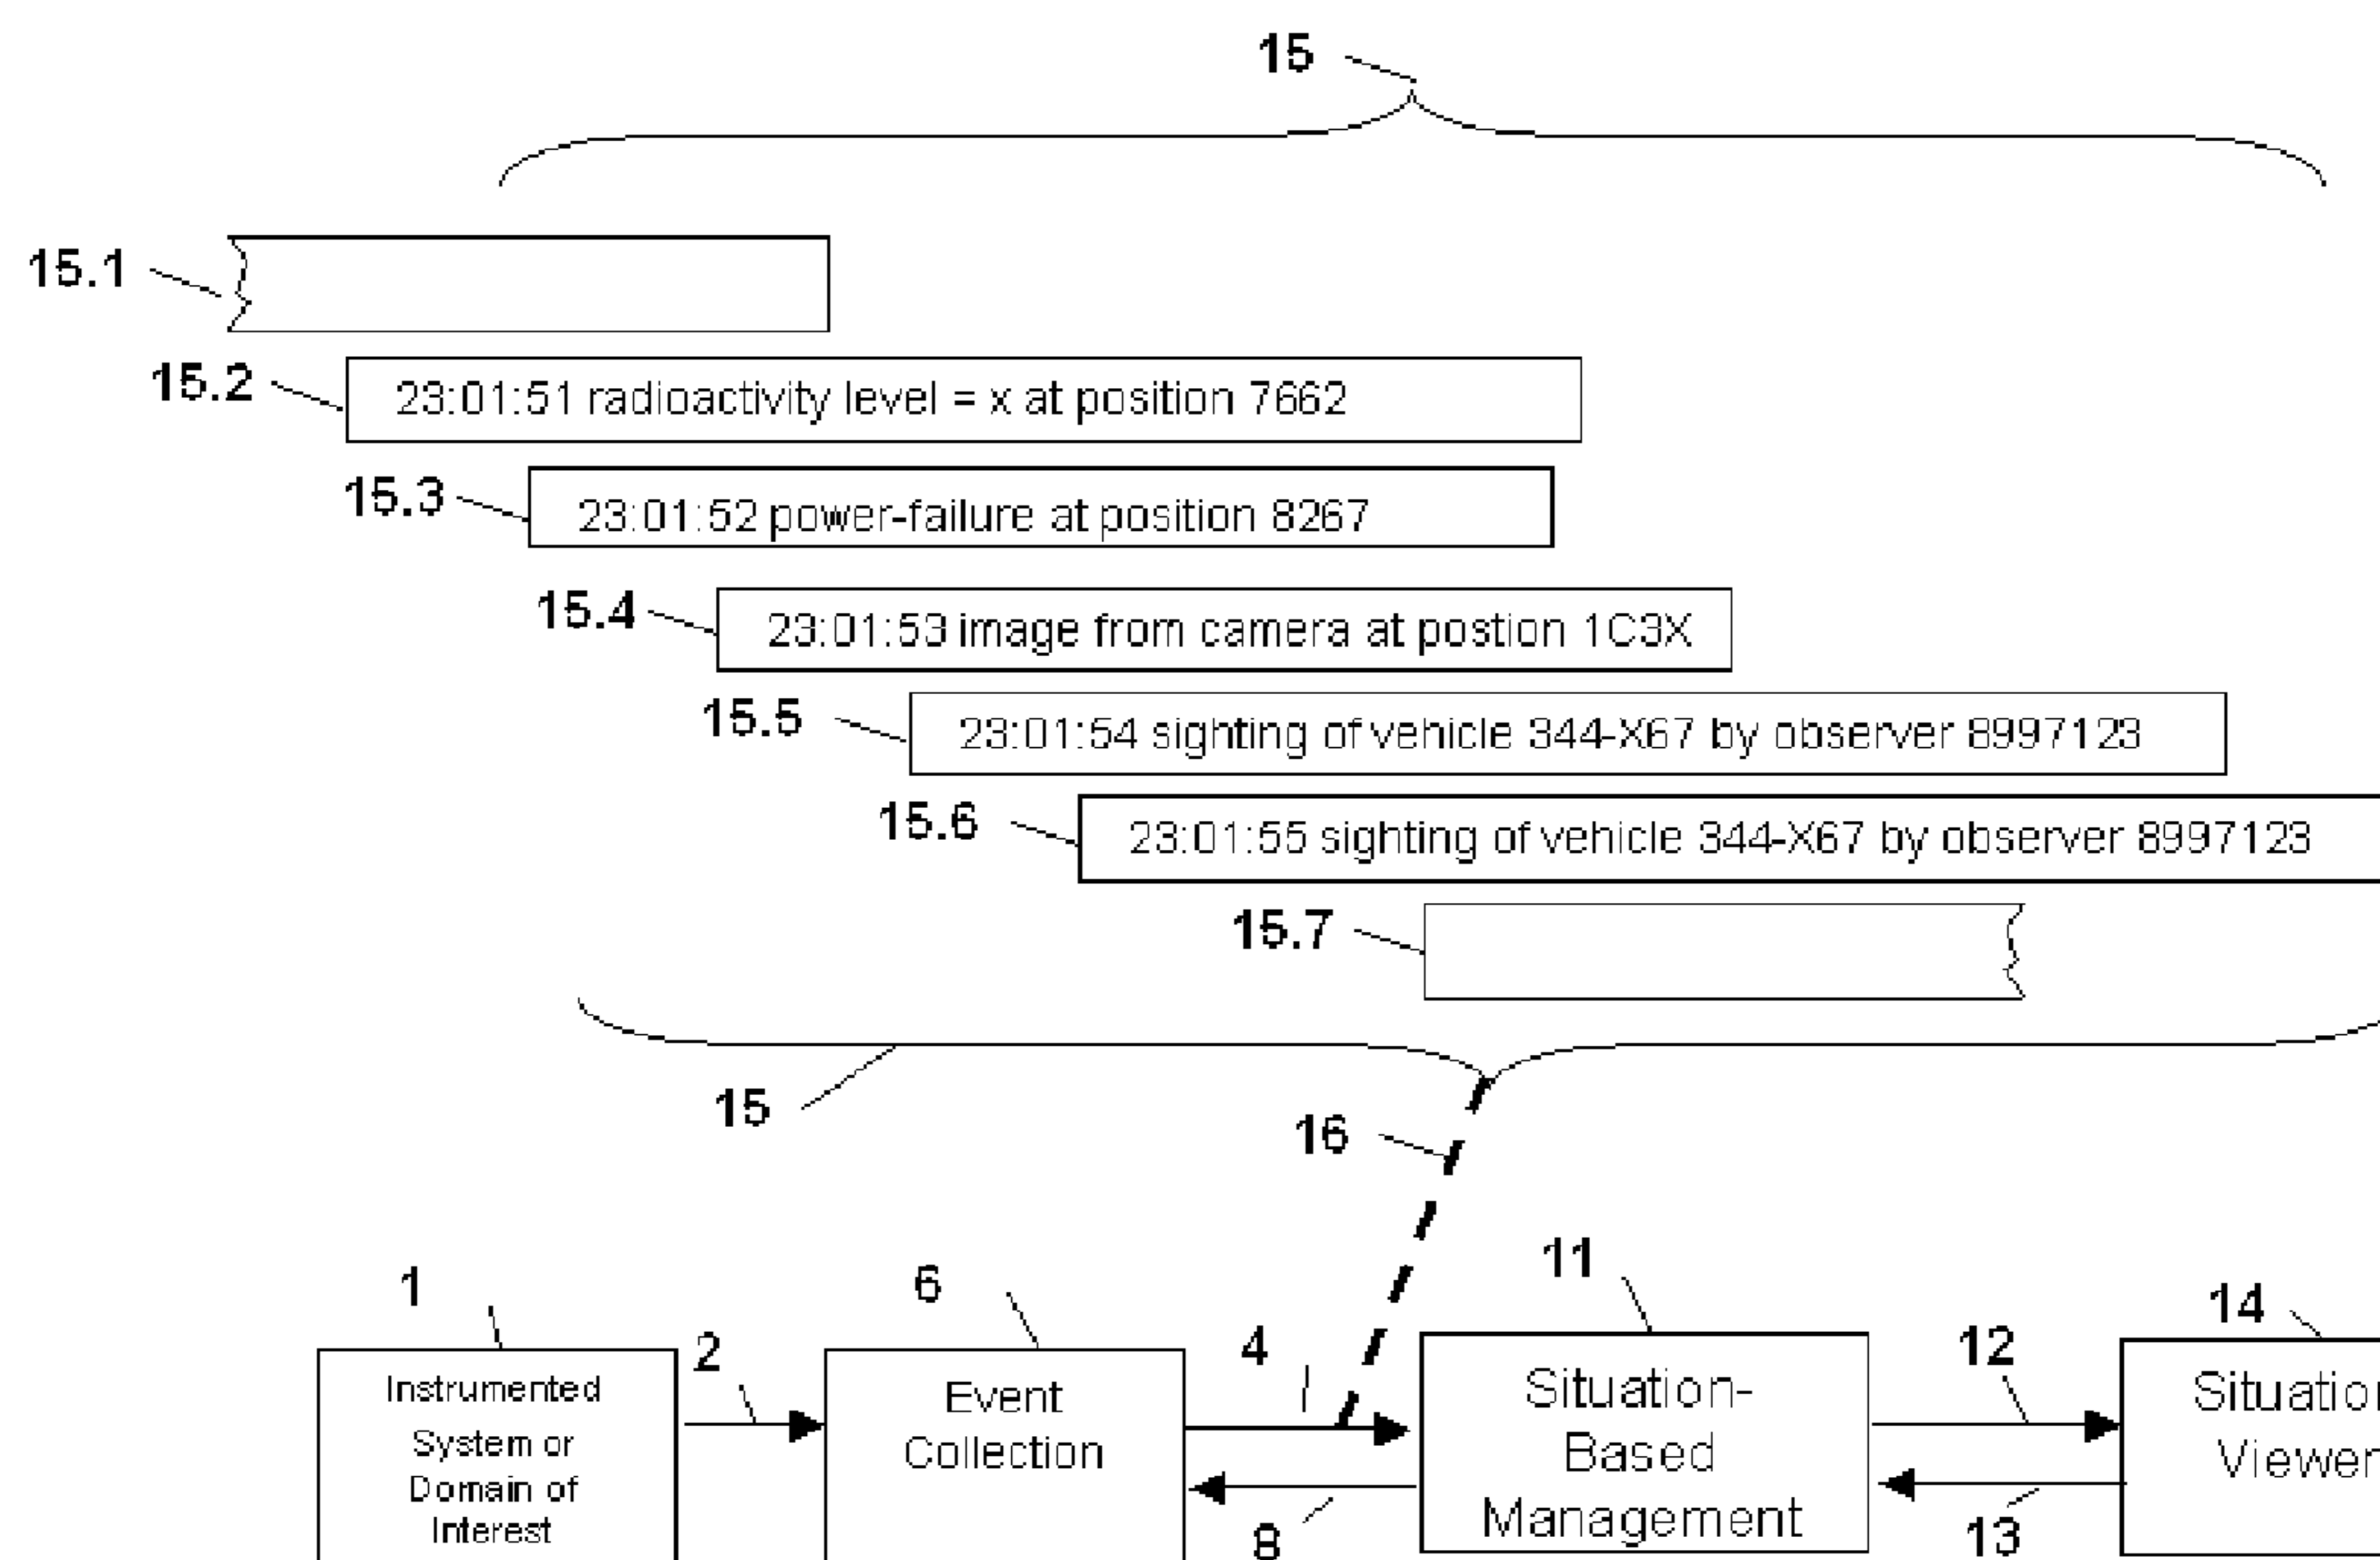 15
15.1
15.2
23:01:51 radioactivity level = x at position 7662
15.3
23:01:52 power-failure at position 8267
15.4
23:01:53 image from camera at postion 1C3X
15.5
23:01:54 sighting of vehicle 344-X67 by observer 8997123
15.6
23:01:55 sighting of vehicle 344-X67 by observer 8997123
15.7
15
16
1
2
6
4
11
12
14
Instrumented
System or
Domain of
Interest
Event
Collection
Situation-
Based
Management
Situation
Viewer
8
13